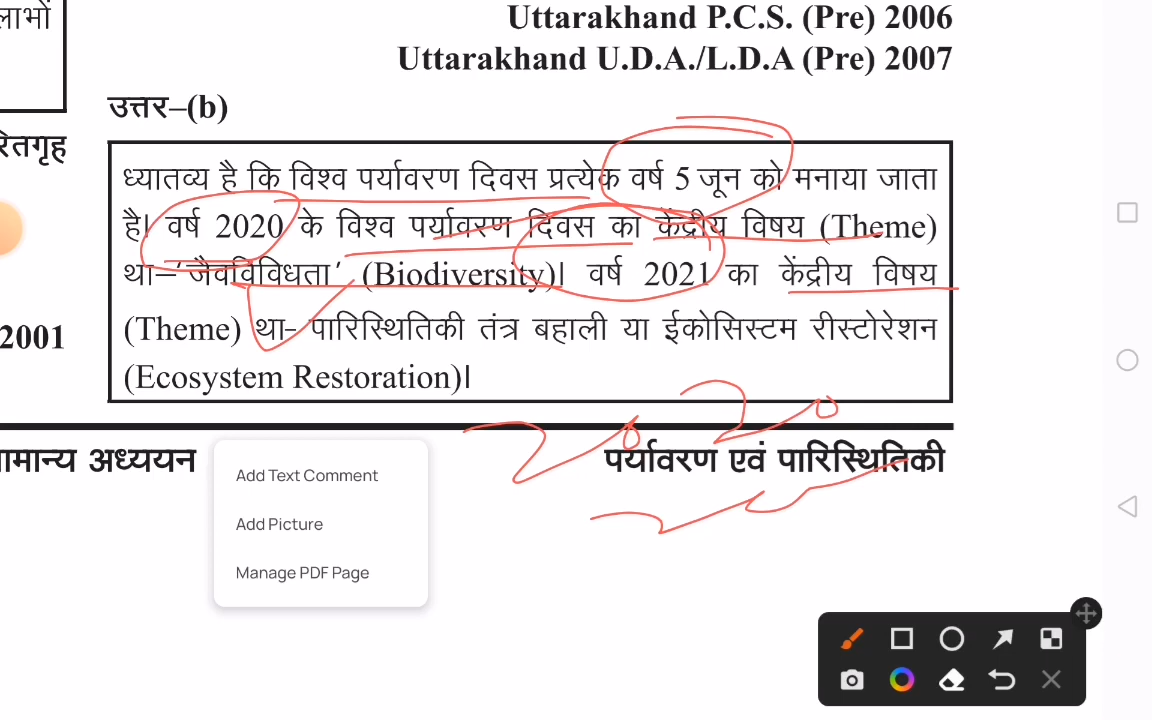 लाभों
Uttarakhand P.C.S. (Pre) 2006
Uttarakhand U.D.A./L.D.A (Pre) 2007
उत्तर–(b)
रितगृह
ध्यातव्य है कि विश्व पर्यावरण दिवस प्रत्येक वर्ष 5 जून को मनाया जाता
है। वर्ष 2020 के विश्व पर्यावरण दिवस का केंद्रीय विषय (Theme)
था–‘जैवविविधता’ (Biodiversity)। वर्ष 2021 का केंद्रीय विषय
(Theme) था- पारिस्थितिकी तंत्र बहाली या ईकोसिस्टम रीस्टोरेशन
2001
(Ecosystem Restoration)।
2020
ामान्य अध्ययन
पर्यावरण एवं पारिस्थितिकी
Add Text Comment
Add Picture
Manage PDF Page